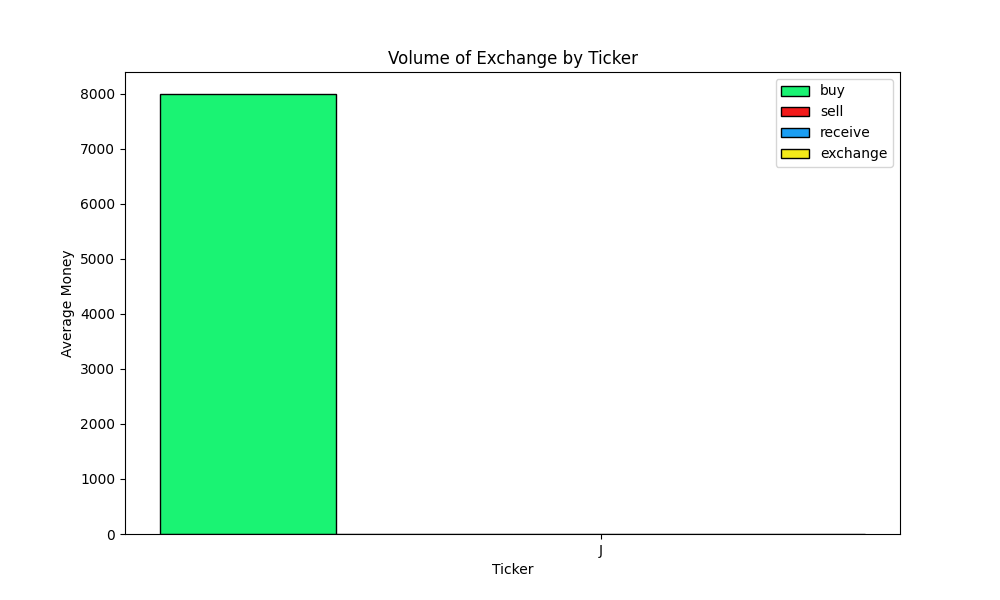 Volume of Exchange by Ticker
buy
sell
receive
exchange
8000
7000
6000
5000
4000
3000
2000
1000
0
Average Money
J
Ticker